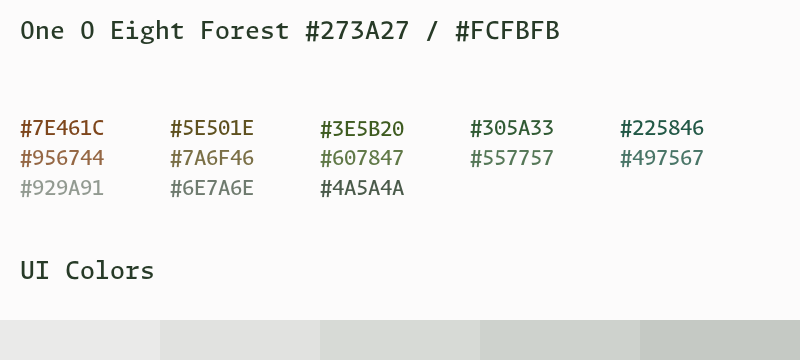 One O Eight Forest #273A27 / #FCFBFB
#7E461C #5E501E #3E5B20 #305A33 #225846
#956744 #7A6F46 #607847 #557757 #497567
#929A91 #6E7A6E #4A5A4A
UI Colors